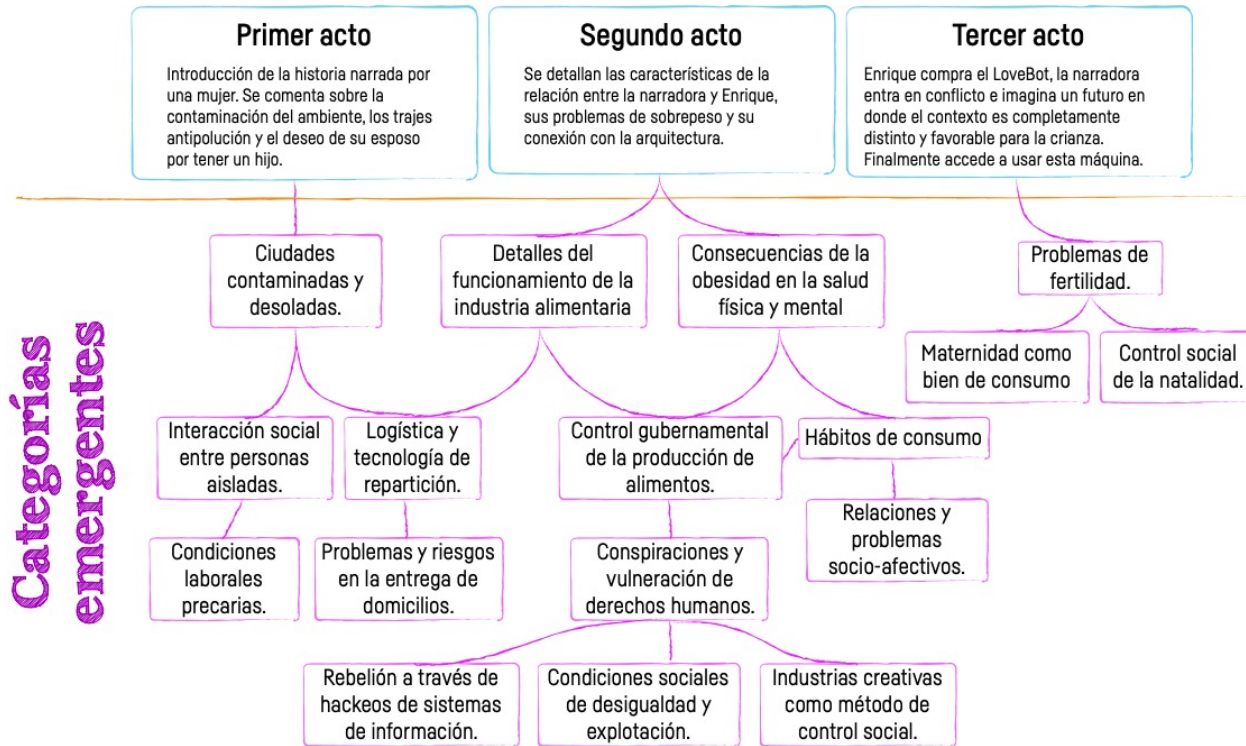 Primer acto
Introducción de la historia narrada por
una mujer. Se comenta sobre la
contaminación del ambiente, los trajes
antipolución y el deseo de su esposo
por tener un hijo.
Segundo acto
Se detallan las características de la
relación entre la narradora y Enrique,
sus problemas de sobrepeso y su
conexión con la arquitectura.
Tercer acto
Enrique compra el LoveBot, la narradora
entra en conflicto e imagina un futuro en
donde el contexto es completamente
distinto y favorable para la crianza.
Finalmente accede a usar esta máquina.
Categorías
emergentes
Ciudades
contaminadas y
desoladas.
Detalles del
funcionamiento de la
industria alimentaria
Consecuencias de la
obesidad en la salud
física y mental
Problemas de
fertilidad.
Maternidad como
bien de consumo
Control social
de la natalidad.
Interacción social
entre personas
aisladas.
Logística y
tecnología de
repartición.
Control gubernamental
de la producción de
alimentos.
Hábitos de consumo
Condiciones
laborales
precarias.
Problemas y riesgos
en la entrega de
domicilios.
Conspiraciones y
vulneración de
derechos humanos.
Relaciones y
problemas
socio-afectivos.
Rebelión a través de
hackeos de sistemas
de información.
Condiciones sociales
de desigualdad y
explotación.
Industrias creativas
como método de
control social.